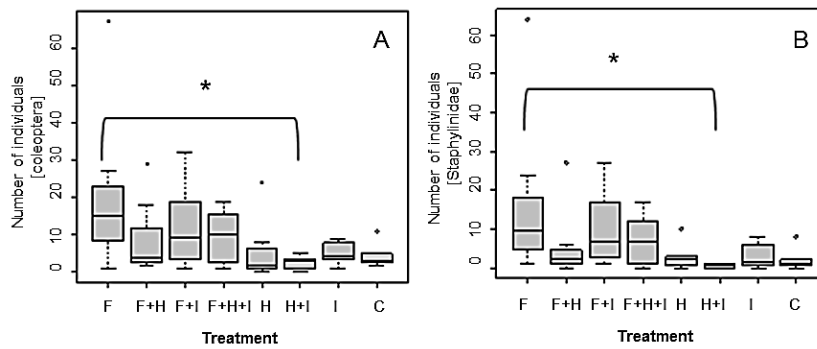 A
*
Number of individuals
[coleoptera]
60
50
40
30
20
10
0
F F+H F+I F+H+I H H+I I C
Treatment
B
*
Number of individuals
[Staphylinidae]
60
50
40
30
20
10
0
F F+H F+I F+H+I H H+I I C
Treatment